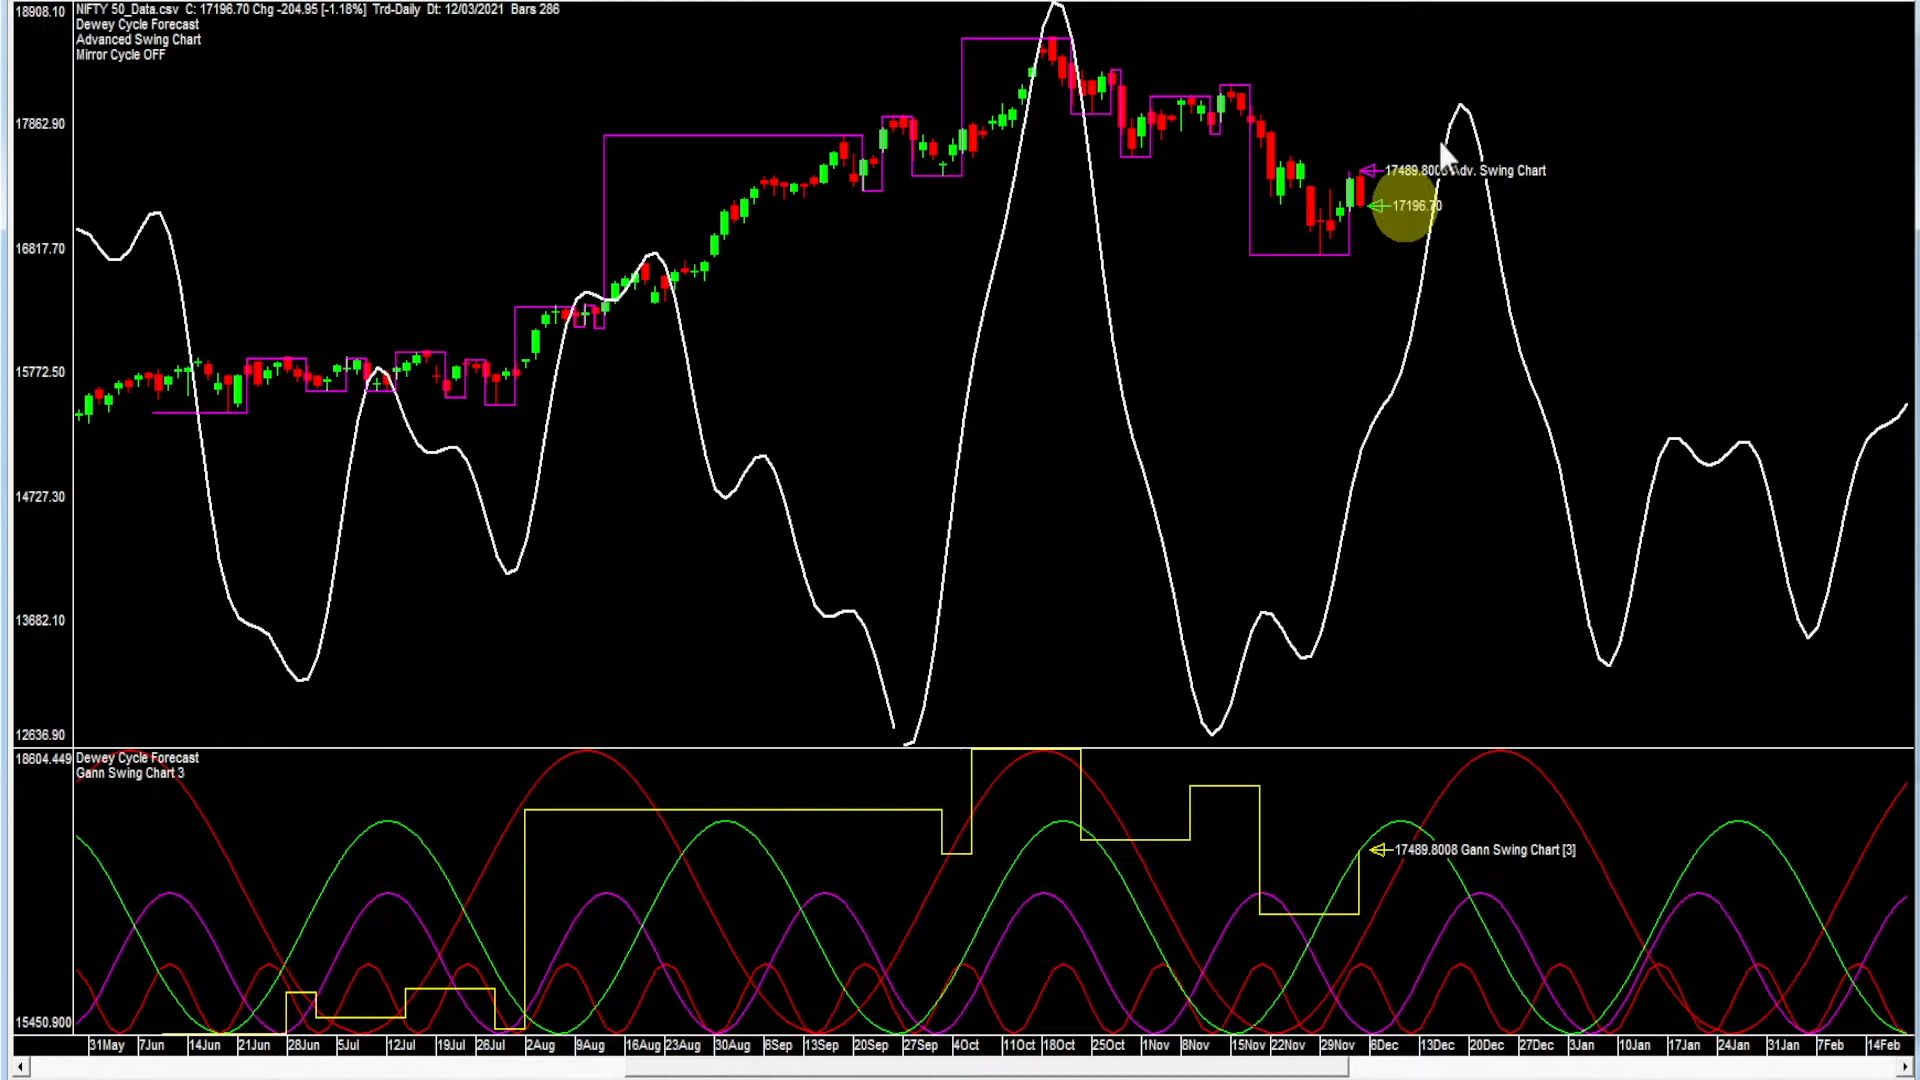 18908.10
NIFTY 50_Data.csv C: 17196.70 Chg -204.95 [-1.18%] Trd-Daily Dt: 12/03/2021 Bars 286
Dewey Cycle Forecast
Advanced Swing Chart
Mirror Cycle OFF
17862.90
17489.8008 Adv. Swing Chart
17196.70
16817.70
15772.50
14727.30
13682.10
12636.90
18604.449
Dewey Cycle Forecast
Gann Swing Chart 3
17489.8008 Gann Swing Chart [3]
15450.900
31May 7Jun 14Jun 21Jun 28Jun 5Jul 12Jul 19Jul 26Jul 2Aug 9Aug 16Aug 23Aug 30Aug 6Sep 13Sep 20Sep 27Sep 4Oct 11Oct 18Oct 25Oct 1Nov 8Nov 15Nov 22Nov 29Nov 6Dec 13Dec 20Dec 27Dec 3Jan 10Jan 17Jan 24Jan 31Jan 7Feb 14Feb